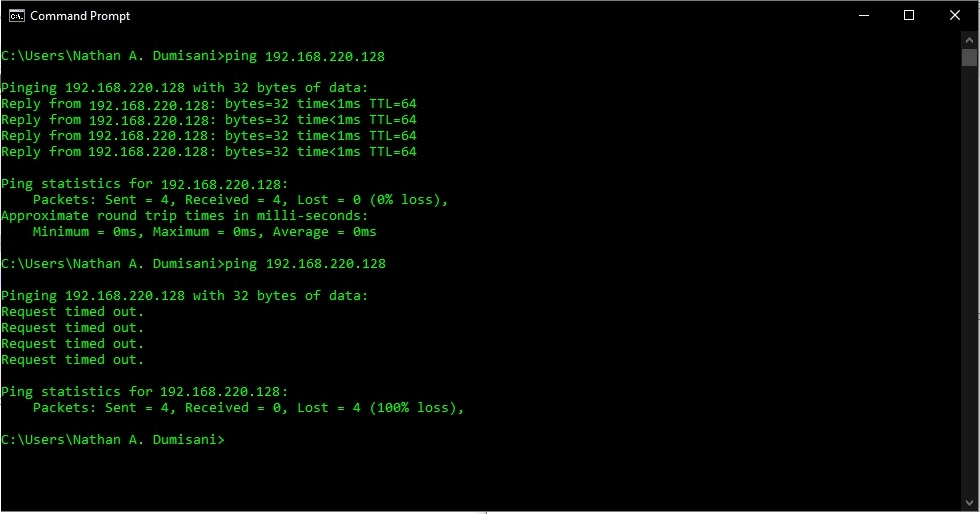 Command Prompt
C:\Users\Nathan A. Dumisani>ping 192.168.220.128
Pinging 192.168.220.128 with 32 bytes of data:
Reply from 192.168.220.128: bytes=32 time<1ms TTL=64
Reply from 192.168.220.128: bytes=32 time<1ms TTL=64
Reply from 192.168.220.128: bytes=32 time<1ms TTL=64
Reply from 192.168.220.128: bytes=32 time<1ms TTL=64
Ping statistics for 192.168.220.128:
    Packets: Sent = 4, Received = 4, Lost = 0 (0% loss),
Approximate round trip times in milli-seconds:
    Minimum = 0ms, Maximum = 0ms, Average = 0ms
C:\Users\Nathan A. Dumisani>ping 192.168.220.128
Pinging 192.168.220.128 with 32 bytes of data:
Request timed out.
Request timed out.
Request timed out.
Request timed out.
Ping statistics for 192.168.220.128:
    Packets: Sent = 4, Received = 0, Lost = 4 (100% loss),
C:\Users\Nathan A. Dumisani>